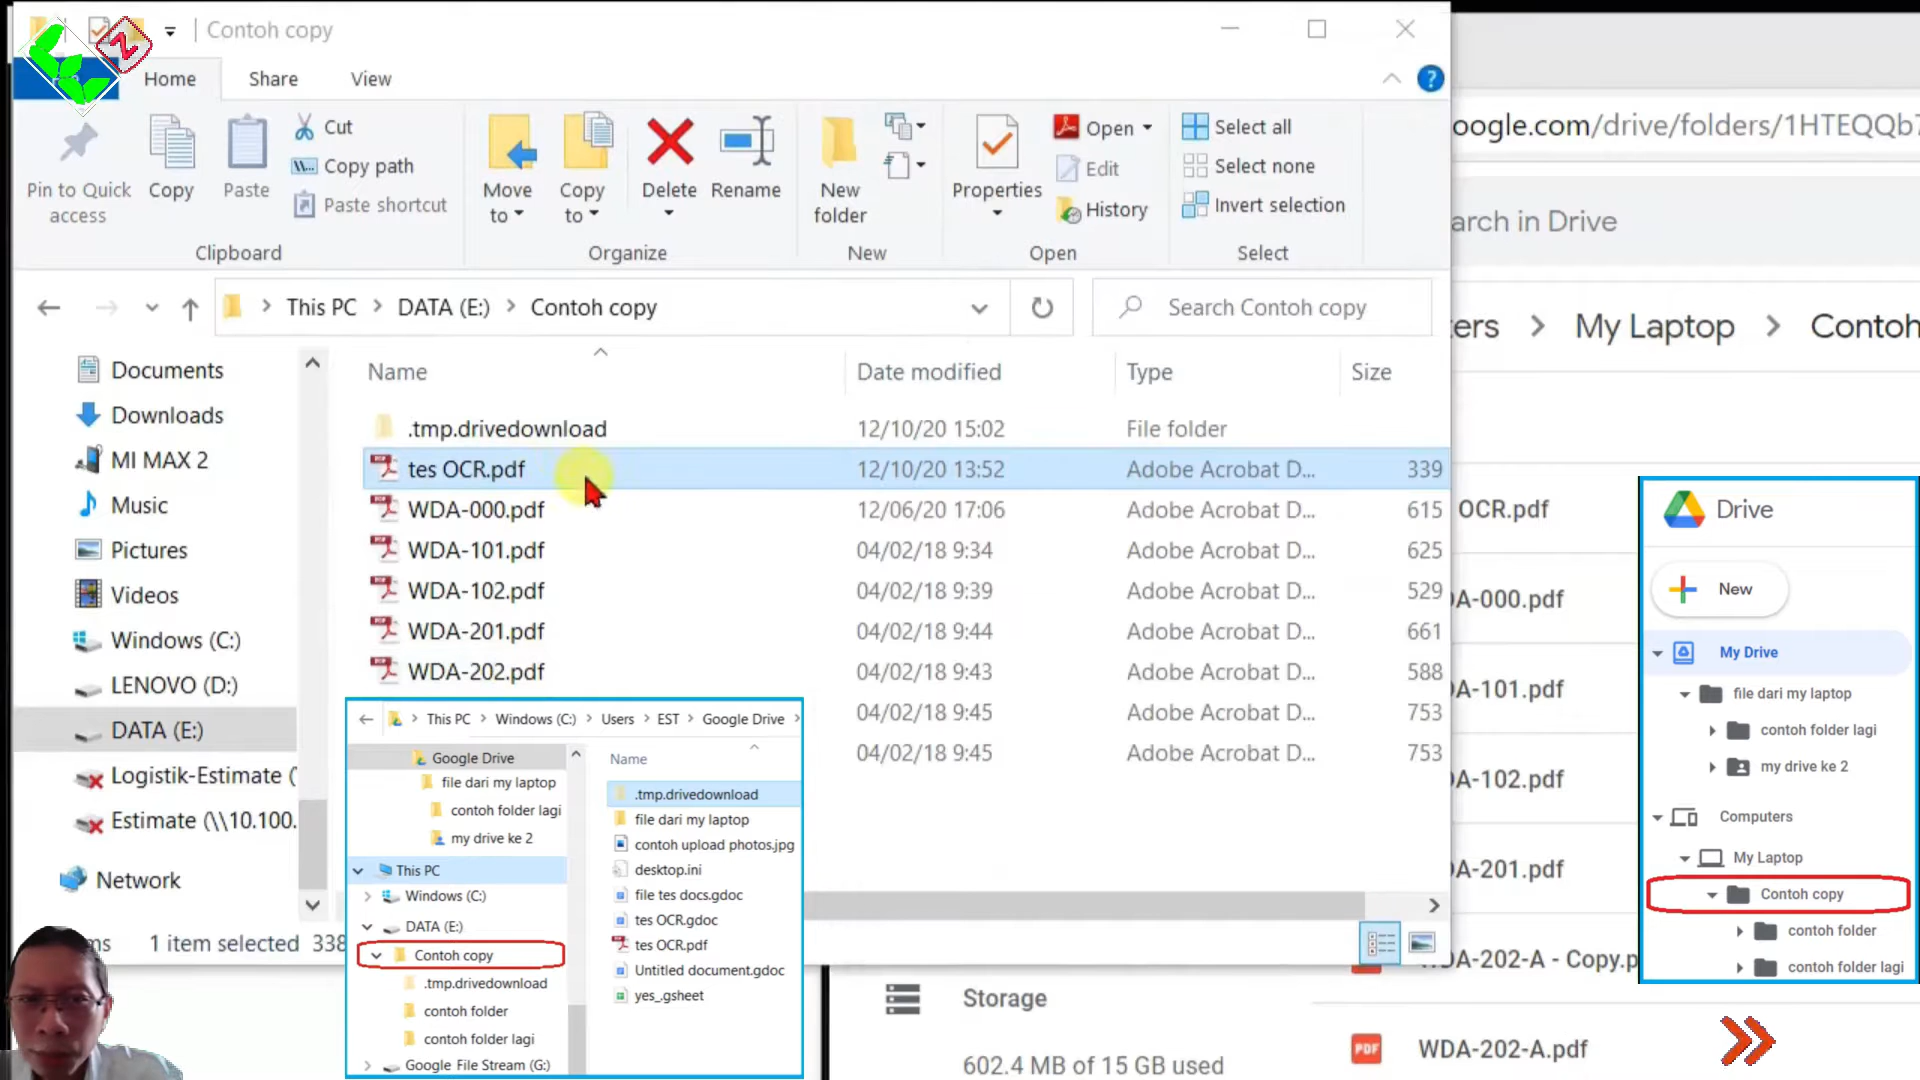 Contoh copy
Home
Share
View
Pin to Quick access
Copy
Paste
Cut
Copy path
Paste shortcut
Clipboard
Move to
Copy to
Delete
Rename
Organize
New folder
New
Properties
Open
Edit
History
Open
Select all
Select none
Invert selection
Select
This PC > DATA (E:) > Contoh copy
Search Contoh copy
Documents
Downloads
MI MAX 2
Music
Pictures
Videos
Windows (C:)
LENOVO (D:)
DATA (E:)
Logistik-Estimate (
Estimate (\\10.100.
Network
Name Date modified Type Size
.tmp.drivedownload 12/10/20 15:02 File folder
tes OCR.pdf 12/10/20 13:52 Adobe Acrobat D... 339
WDA-000.pdf 12/06/20 17:06 Adobe Acrobat D... 615
WDA-101.pdf 04/02/18 9:34 Adobe Acrobat D... 625
WDA-102.pdf 04/02/18 9:39 Adobe Acrobat D... 529
WDA-201.pdf 04/02/18 9:44 Adobe Acrobat D... 661
WDA-202.pdf 04/02/18 9:43 Adobe Acrobat D... 588
04/02/18 9:45 Adobe Acrobat D... 753
04/02/18 9:45 Adobe Acrobat D... 753
1 item selected 338
This PC > Windows (C:) > Users > EST > Google Drive >
Google Drive
file dari my laptop
contoh folder lagi
my drive ke 2
This PC
Windows (C:)
DATA (E:)
Contoh copy
.tmp.drivedownload
contoh folder
contoh folder lagi
Google File Stream (G:)
Name
.tmp.drivedownload
file dari my laptop
contoh upload photos.jpg
desktop.ini
file tes docs.gdoc
tes OCR.gdoc
tes OCR.pdf
Untitled document.gdoc
yes_.gsheet
oogle.com/drive/folders/1HTEQQb7
arch in Drive
ers > My Laptop > Contoh
OCR.pdf
A-000.pdf
A-101.pdf
A-102.pdf
A-201.pdf
WDA-202-A - Copy.p
PDF WDA-202-A.pdf
Storage
602.4 MB of 15 GB used
Drive
New
My Drive
file dari my laptop
contoh folder lagi
my drive ke 2
Computers
My Laptop
Contoh copy
contoh folder
contoh folder lagi